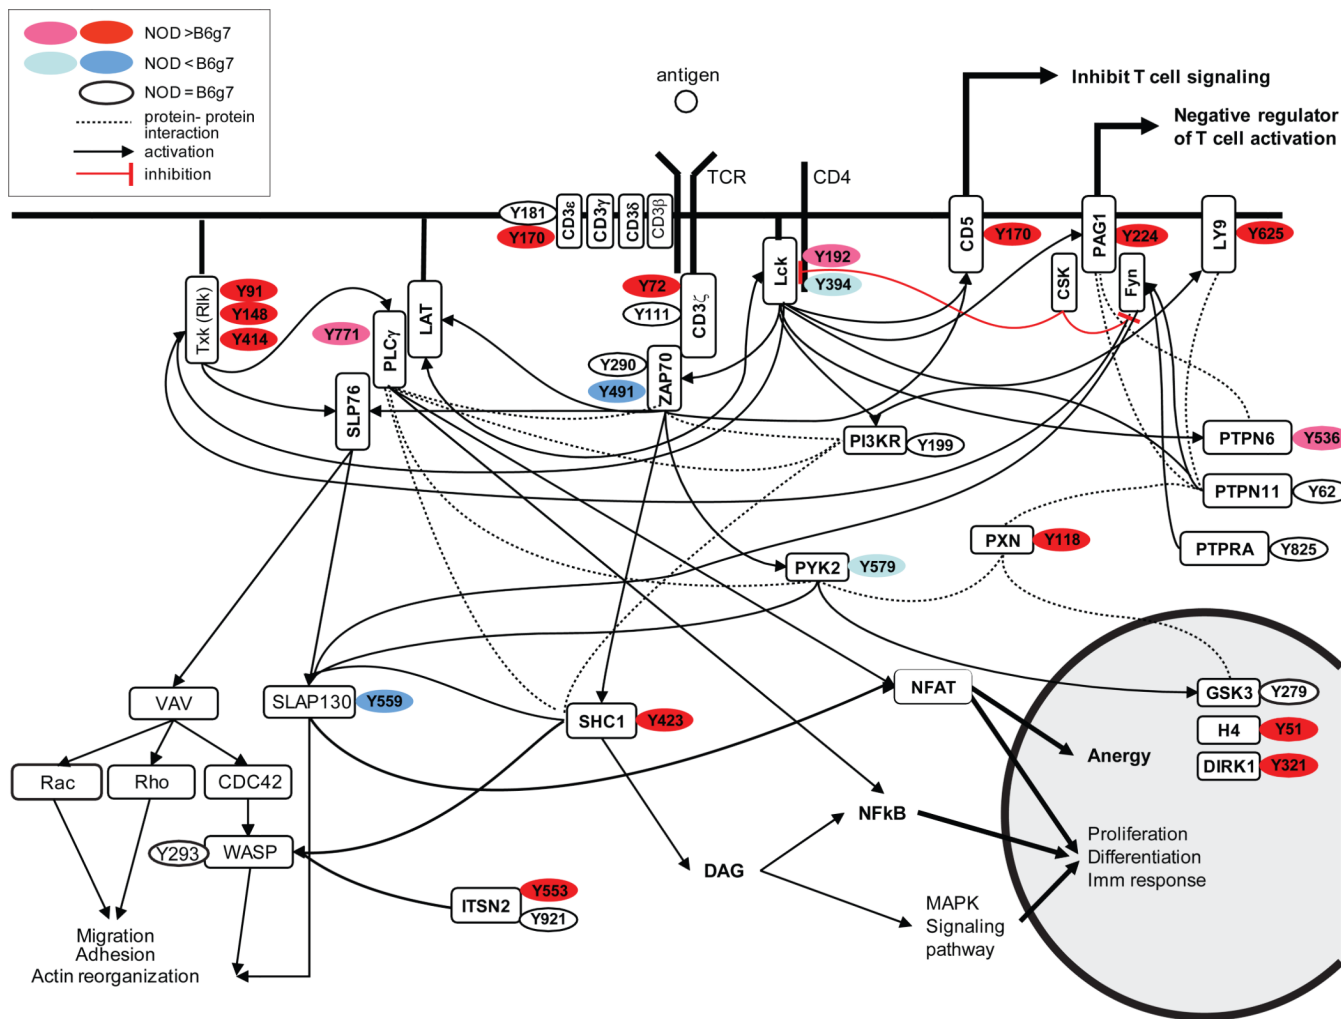 NOD >B6g7
NOD < B6g7
NOD = B6g7
protein- protein
interaction
activation
inhibition
antigen
Inhibit T cell signaling
Negative regulator
of T cell activation
TCR
CD4
Y181
Y170
CD3ε
CD3γ
CD3δ
CD3β
Lck
Y192
Y394
CD5
Y170
PAG1
Y224
LY9
Y625
CSK
Fyn
Txk (Rlk)
Y91
Y148
Y414
Y771
PLCγ
LAT
Y72
Y111
CD3ζ
Y290
Y491
ZAP70
SLP76
PI3KR
Y199
PTPN6
Y536
PTPN11
Y62
PTPRA
Y825
PXN
Y118
PYK2
Y579
VAV
SLAP130
Y559
SHC1
Y423
NFAT
GSK3
Y279
H4
Y51
DIRK1
Y321
Anergy
Rac
Rho
CDC42
Y293
WASP
NFkB
Proliferation
Differentiation
Imm response
DAG
ITSN2
Y553
Y921
MAPK
Signaling
pathway
Migration
Adhesion
Actin reorganization